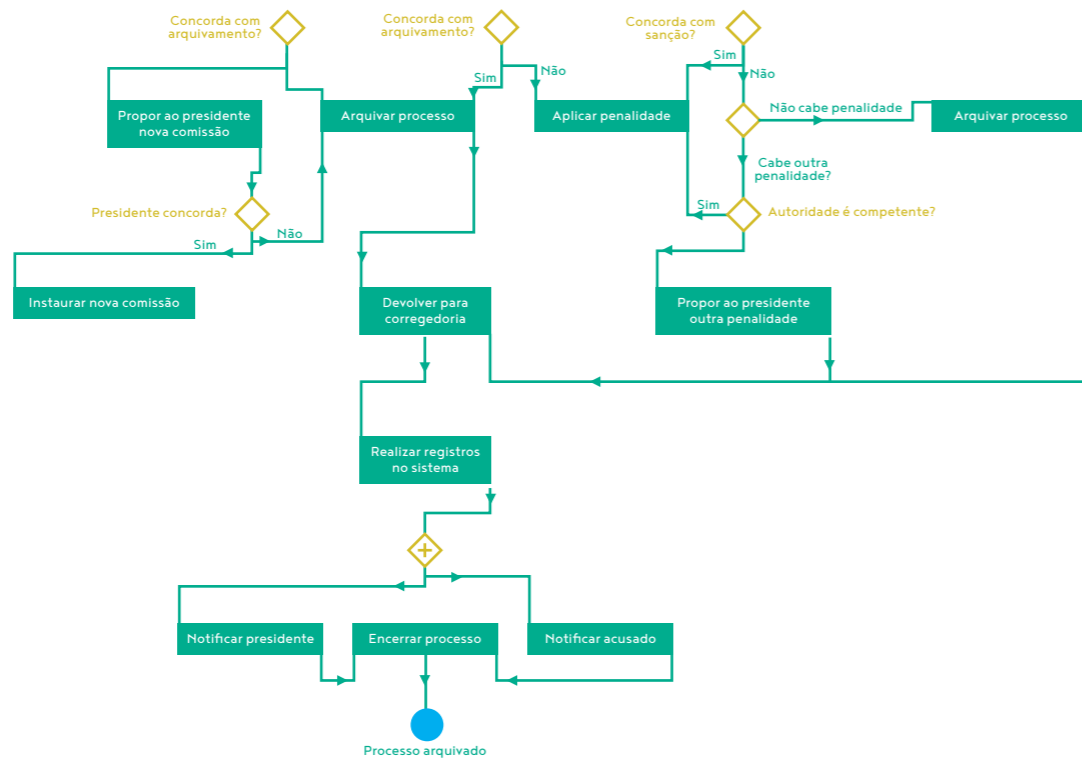 Concorda com
arquivamento?
Concorda com
arquivamento?
Concorda com
sanção?
Sim
Não
Sim
Não
Propor ao presidente
nova comissão
Arquivar processo
Aplicar penalidade
Não cabe penalidade
Arquivar processo
Cabe outra
penalidade?
Presidente concorda?
Sim
Não
Sim
Autoridade é competente?
Instaurar nova comissão
Devolver para
corregedoria
Propor ao presidente
outra penalidade
Realizar registros
no sistema
Notificar presidente
Encerrar processo
Notificar acusado
Processo arquivado